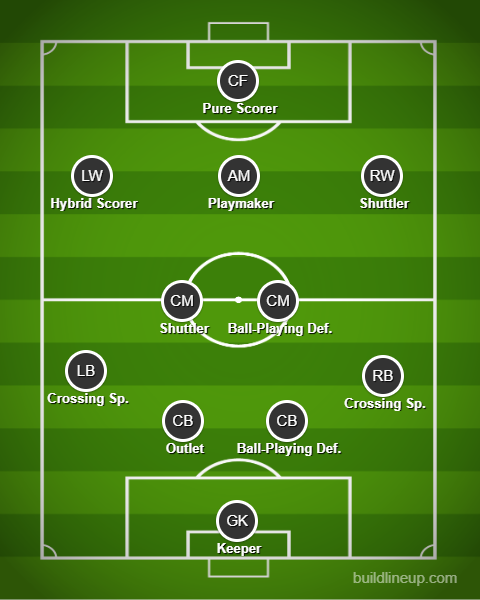 CF
Pure Scorer
LW
AM
RW
Hybrid Scorer
Playmaker
Shuttler
CM
CM
Shuttler
Ball-Playing Def.
LB
RB
Crossing Sp.
Crossing Sp.
CB
CB
Outlet
Ball-Playing Def.
GK
Keeper
buildlineup.com